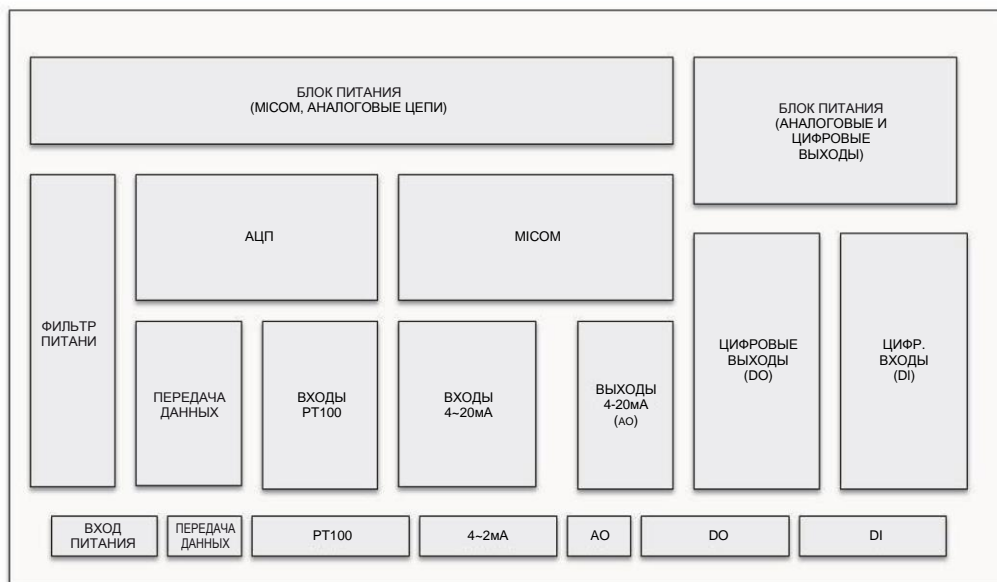 БЛОК ПИТАНИЯ
(MICOM, АНАЛОГОВЫЕ ЦЕПИ)
БЛОК ПИТАНИЯ
(АНАЛОГОВЫЕ И
ЦИФРОВЫЕ
ВЫХОДЫ)
АЦП
MICOM
ФИЛЬТР
ПИТАНИ
ПЕРЕДАЧА
ДАННЫХ
ВХОДЫ
PT100
ВХОДЫ
4~20мА
ВЫХОДЫ
4-20мА
(АО)
ЦИФРОВЫЕ
ВЫХОДЫ
(DO)
ЦИФР.
ВХОДЫ
(DI)
ВХОД
ПИТАНИЯ
ПЕРЕДАЧА
ДАННЫХ
PT100
4~2мА
АО
DO
DI